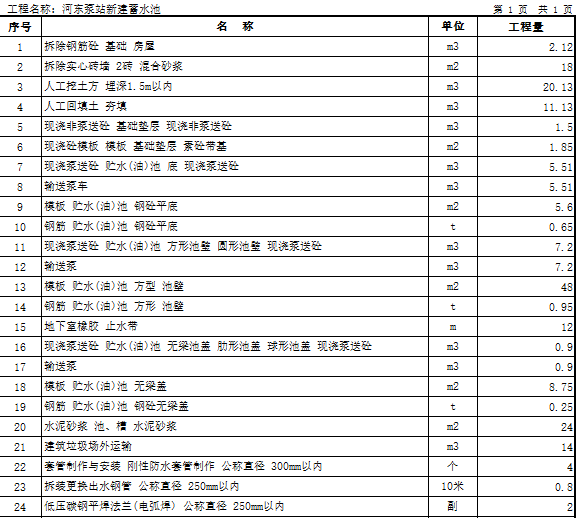 工程名称：河东泵站新建蓄水池 第 1 页 共 1 页
序号 名 称 单位 工程量
1 拆除钢筋砼 基础 房屋 m3 2.12
2 拆除实心砖墙 2砖 混合砂浆 m2 18
3 人工挖土方 埋深1.5m以内 m3 20.13
4 人工回填土 夯填 m3 11.13
5 现浇非泵送砼 基础垫层 现浇非泵送砼 m3 1.5
6 现浇砼模板 模板 基础垫层 素砼带基 m2 1.85
7 现浇泵送砼 贮水(油)池 底 现浇泵送砼 m3 5.51
8 输送泵车 m3 5.51
9 模板 贮水(油)池 钢砼平底 m2 5.6
10 钢筋 贮水(油)池 钢砼平底 t 0.65
11 现浇泵送砼 贮水(油)池 方形池壁 圆形池壁 现浇泵送砼 m3 7.2
12 输送泵 m3 7.2
13 模板 贮水(油)池 方型 池壁 m2 48
14 钢筋 贮水(油)池 方形 池壁 t 0.95
15 地下室橡胶 止水带 m 12
16 现浇泵送砼 贮水(油)池 无梁池盖 肋形池盖 球形池盖 现浇泵送砼 m3 0.9
17 输送泵 m3 0.9
18 模板 贮水(油)池 无梁盖 m2 8.75
19 钢筋 贮水(油)池 钢砼无梁盖 t 0.25
20 水泥砂浆 池、槽 水泥砂浆 m2 24
21 建筑垃圾场外运输 m3 14
22 套管制作与安装 刚性防水套管制作 公称直径 300mm以内 个 4
23 拆装更换出水钢管 公称直径 250mm以内 10米 0.8
24 低压碳钢平焊法兰(电弧焊) 公称直径 250mm以内 副 2